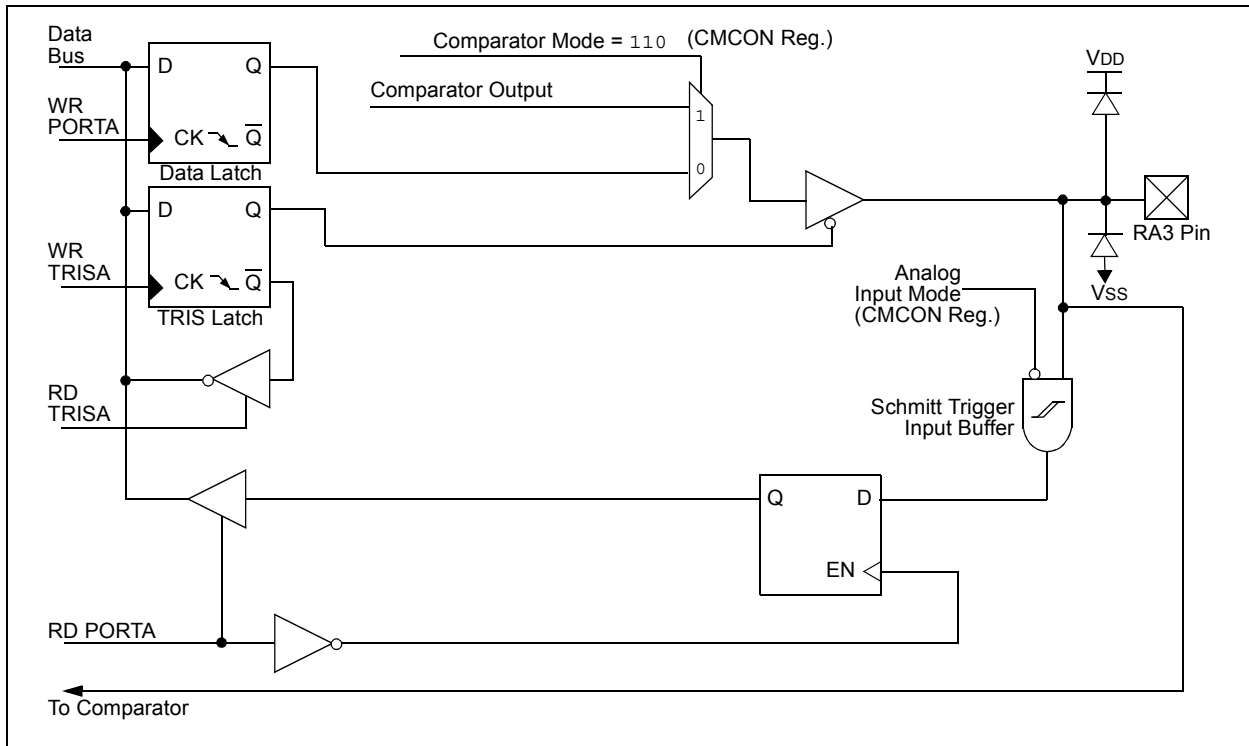 Data
Bus
Comparator Mode = 110 (CMCON Reg.)
VDD
D Q
Comparator Output
WR
PORTA
1
CK Q̅
0
Data Latch
D Q
RA3 Pin
WR
TRISA
Analog
Input Mode
(CMCON Reg.)
CK Q̅
VSS
TRIS Latch
RD
TRISA
Schmitt Trigger
Input Buffer
Q D
EN
RD PORTA
To Comparator